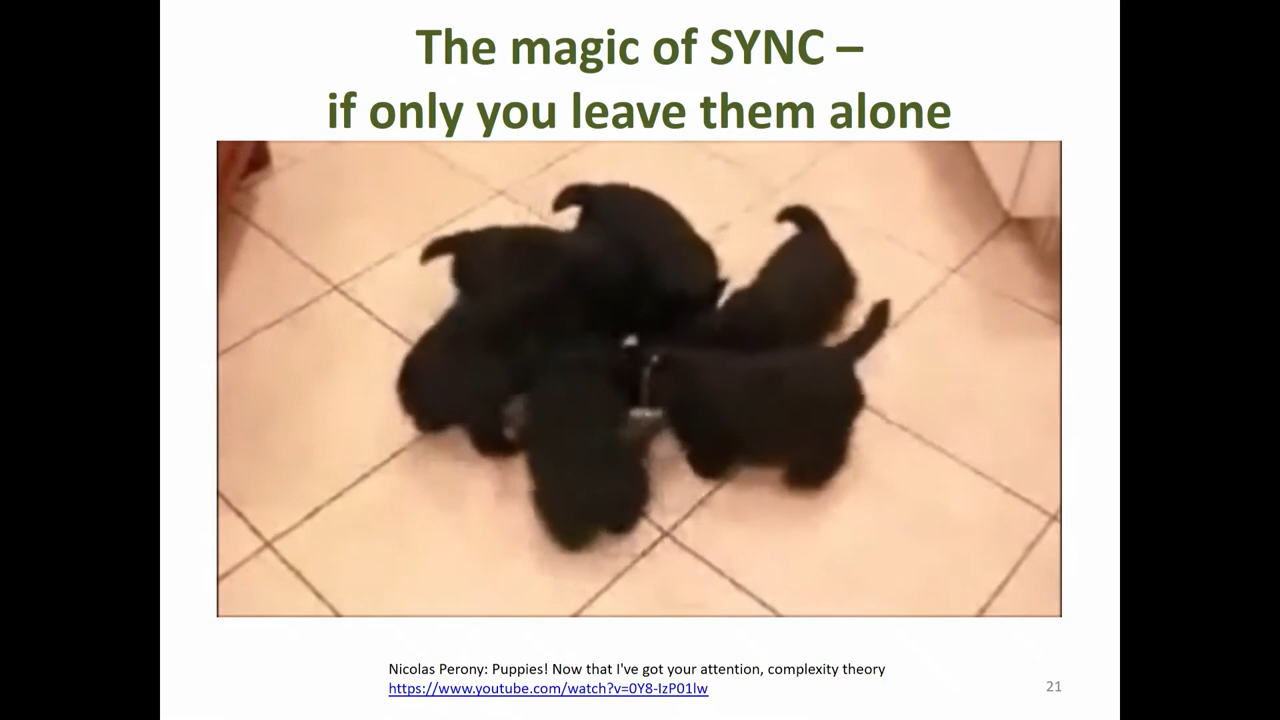 The magic of SYNC –
if only you leave them alone
Nicolas Perony: Puppies! Now that I've got your attention, complexity theory
https://www.youtube.com/watch?v=0Y8-IzP01lw
21